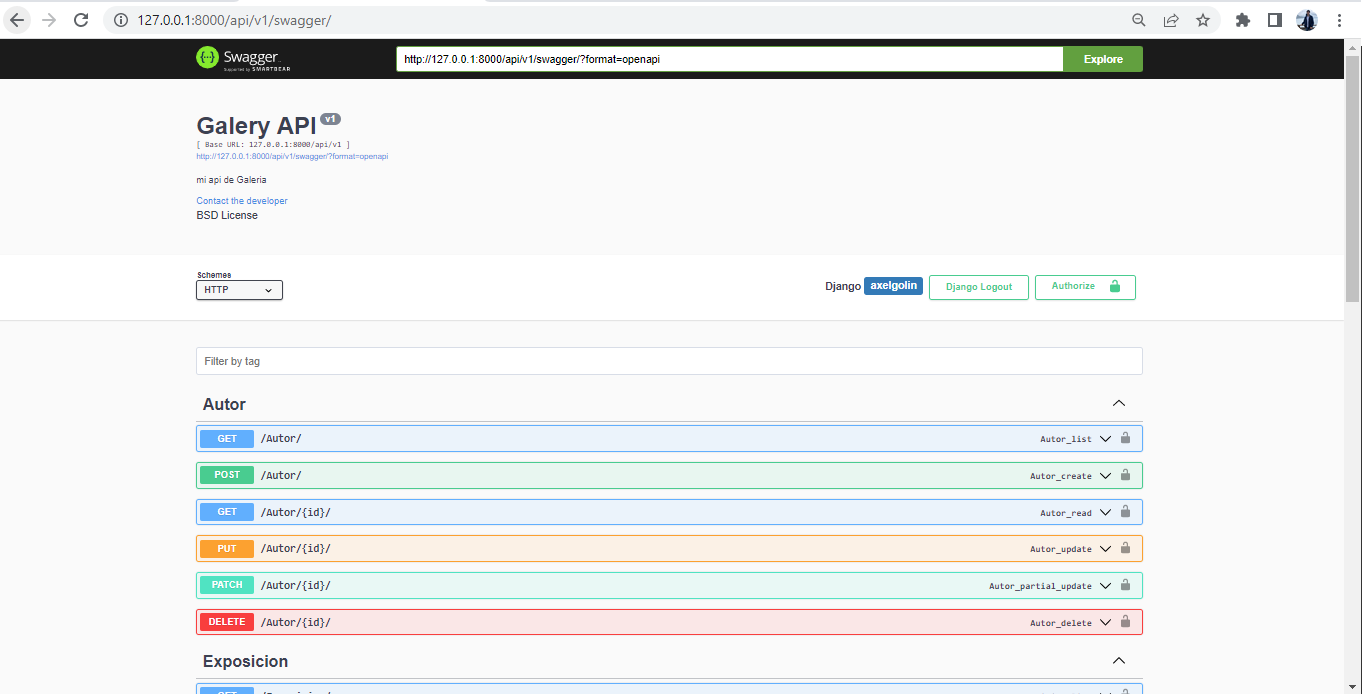 127.0.0.1:8000/api/v1/swagger/
Swagger
Supported by SMARTBEAR
http://127.0.0.1:8000/api/v1/swagger/?format=openapi
Explore
Galery API v1
[ Base URL: 127.0.0.1:8000/api/v1 ]
http://127.0.0.1:8000/api/v1/swagger/?format=openapi
mi api de Galeria
Contact the developer
BSD License
Schemes
HTTP
Django axelgolin Django Logout Authorize
Filter by tag
Autor
GET /Autor/ Autor_list
POST /Autor/ Autor_create
GET /Autor/{id}/ Autor_read
PUT /Autor/{id}/ Autor_update
PATCH /Autor/{id}/ Autor_partial_update
DELETE /Autor/{id}/ Autor_delete
Exposicion
GET